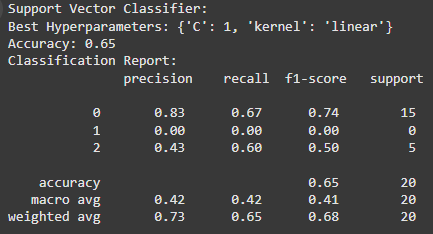 Support Vector Classifier:
Best Hyperparameters: {'C': 1, 'kernel': 'linear'}
Accuracy: 0.65
Classification Report:
precision recall f1-score support
0 0.83 0.67 0.74 15
1 0.00 0.00 0.00 0
2 0.43 0.60 0.50 5
accuracy 0.65 20
macro avg 0.42 0.42 0.41 20
weighted avg 0.73 0.65 0.68 20